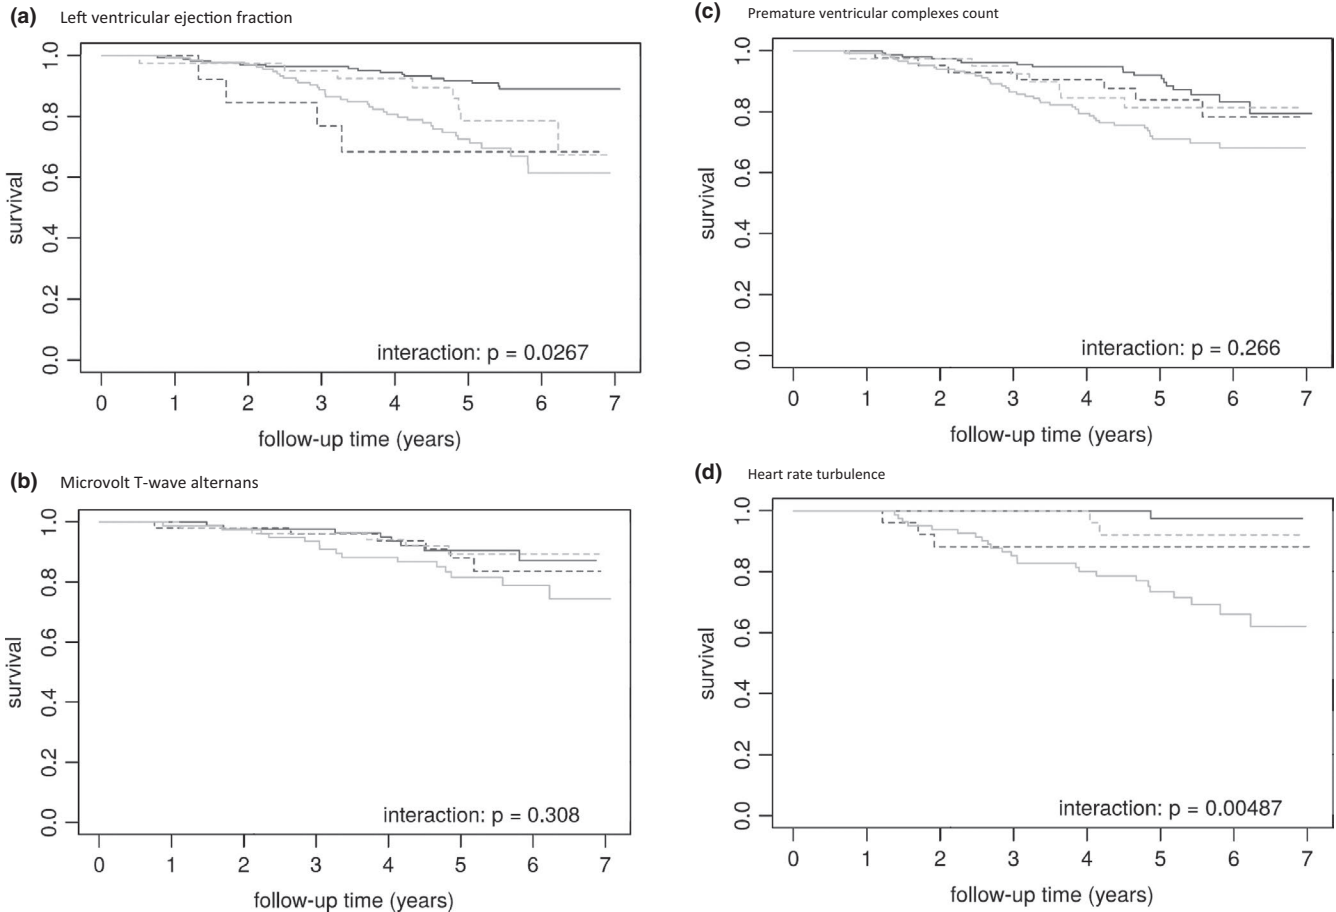 (a) Left ventricular ejection fraction
1.0
0.8
0.6
0.4
0.2
0.0
survival
interaction: p = 0.0267
0 1 2 3 4 5 6 7
follow-up time (years)
(c) Premature ventricular complexes count
1.0
0.8
0.6
0.4
0.2
0.0
survival
interaction: p = 0.266
0 1 2 3 4 5 6 7
follow-up time (years)
(b) Microvolt T-wave alternans
1.0
0.8
0.6
0.4
0.2
0.0
survival
interaction: p = 0.308
0 1 2 3 4 5 6 7
follow-up time (years)
(d) Heart rate turbulence
1.0
0.8
0.6
0.4
0.2
0.0
survival
interaction: p = 0.00487
0 1 2 3 4 5 6 7
follow-up time (years)